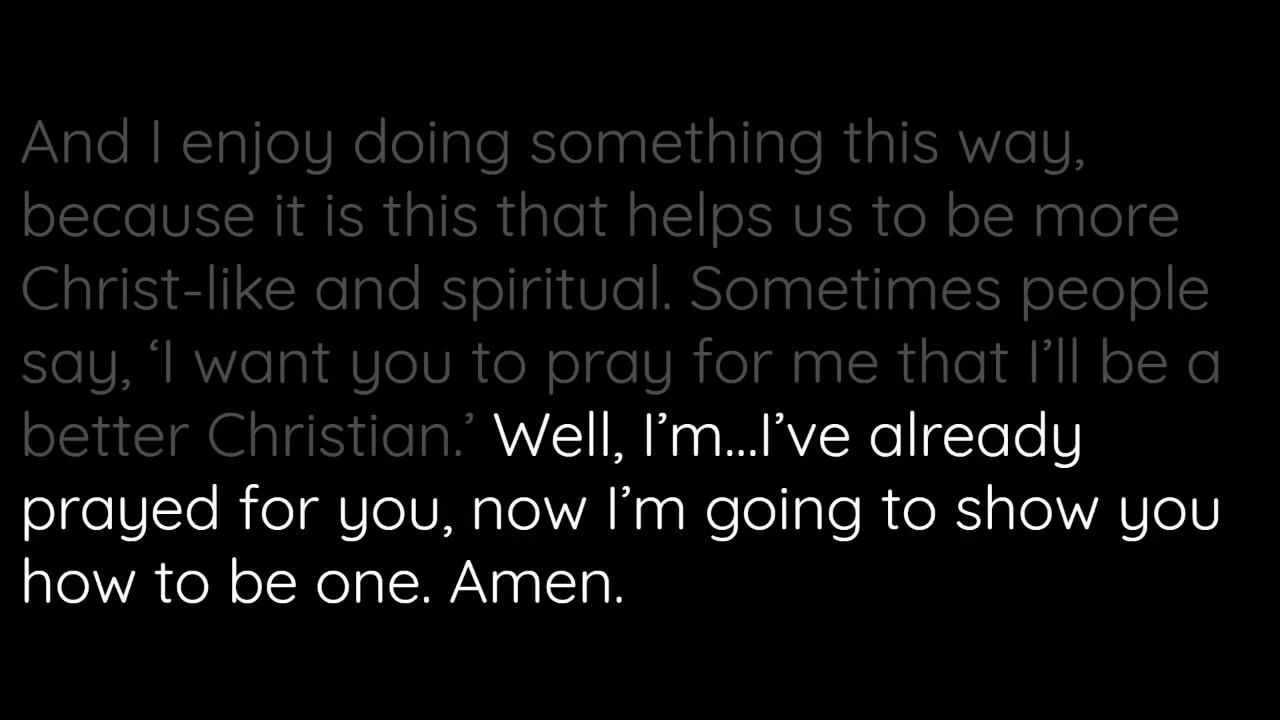 And I enjoy doing something this way,
because it is this that helps us to be more
Christ-like and spiritual. Sometimes people
say, ‘I want you to pray for me that I’ll be a
better Christian.’ Well, I’m...I’ve already
prayed for you, now I’m going to show you
how to be one. Amen.